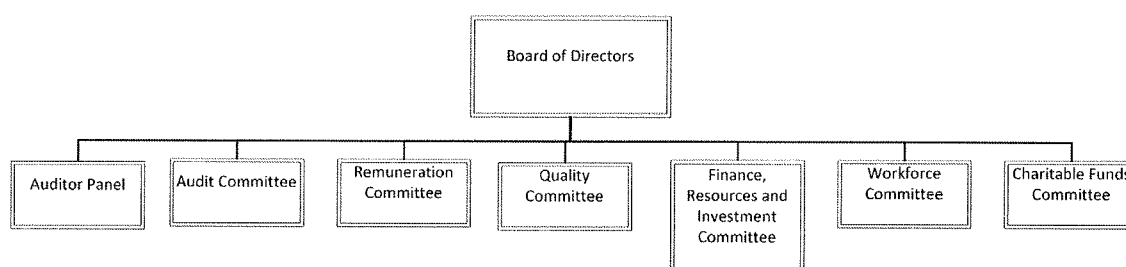 Board of Directors
Auditor Panel
Audit Committee
Remuneration
Committee
Quality
Committee
Finance,
Resources and
Investment
Committee
Workforce
Committee
Charitable Funds
Committee